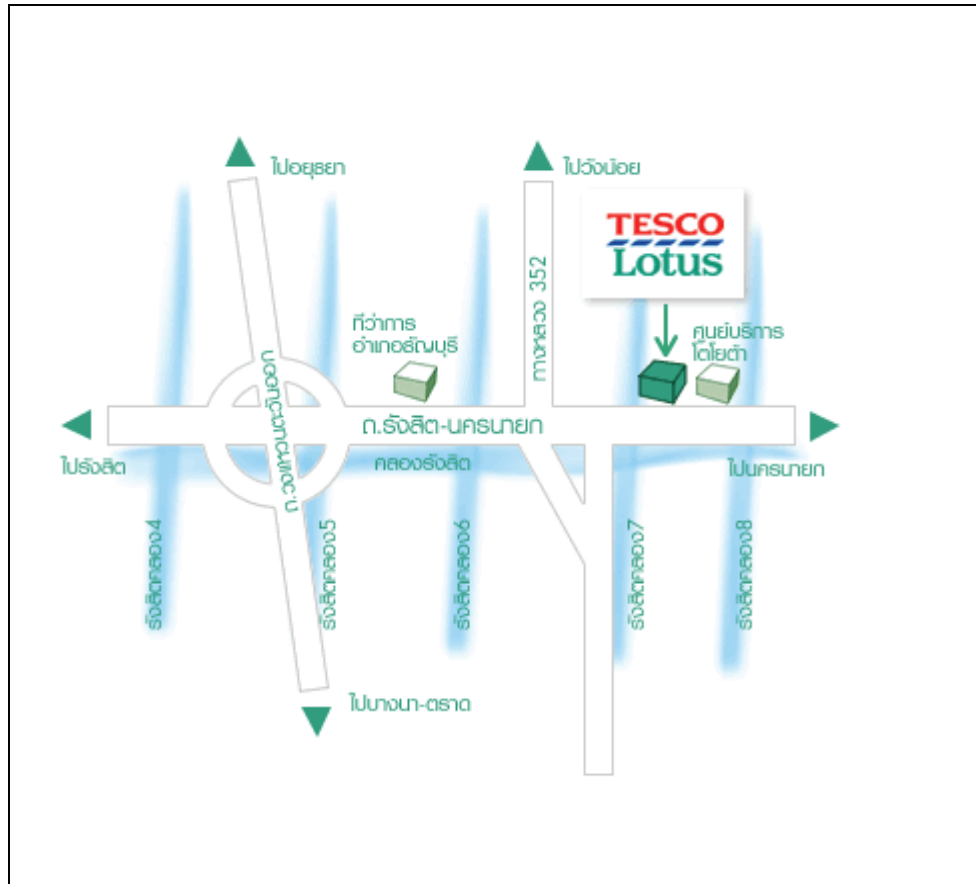 ไปอยุธยา
ไปวังน้อย
TESCO
Lotus
ทางหลวง 352
ที่ว่าการ
อำเภอธัญบุรี
ศูนย์บริการ
โตโยต้า
ถ.วงแหวนตะวันออก
ถ.รังสิต-นครนายก
ไปรังสิต
คลองรังสิต
ไปนครนายก
รังสิตคลอง4
รังสิตคลอง5
รังสิตคลอง6
รังสิตคลอง7
รังสิตคลอง8
ไปบางนา-ตราด